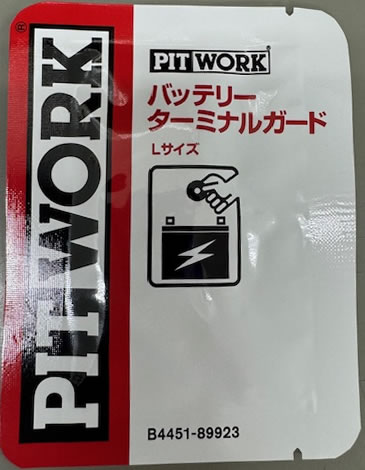 PITWORK
®
PITWORK®
バッテリー
ターミナルガード
Lサイズ
B4451-89923